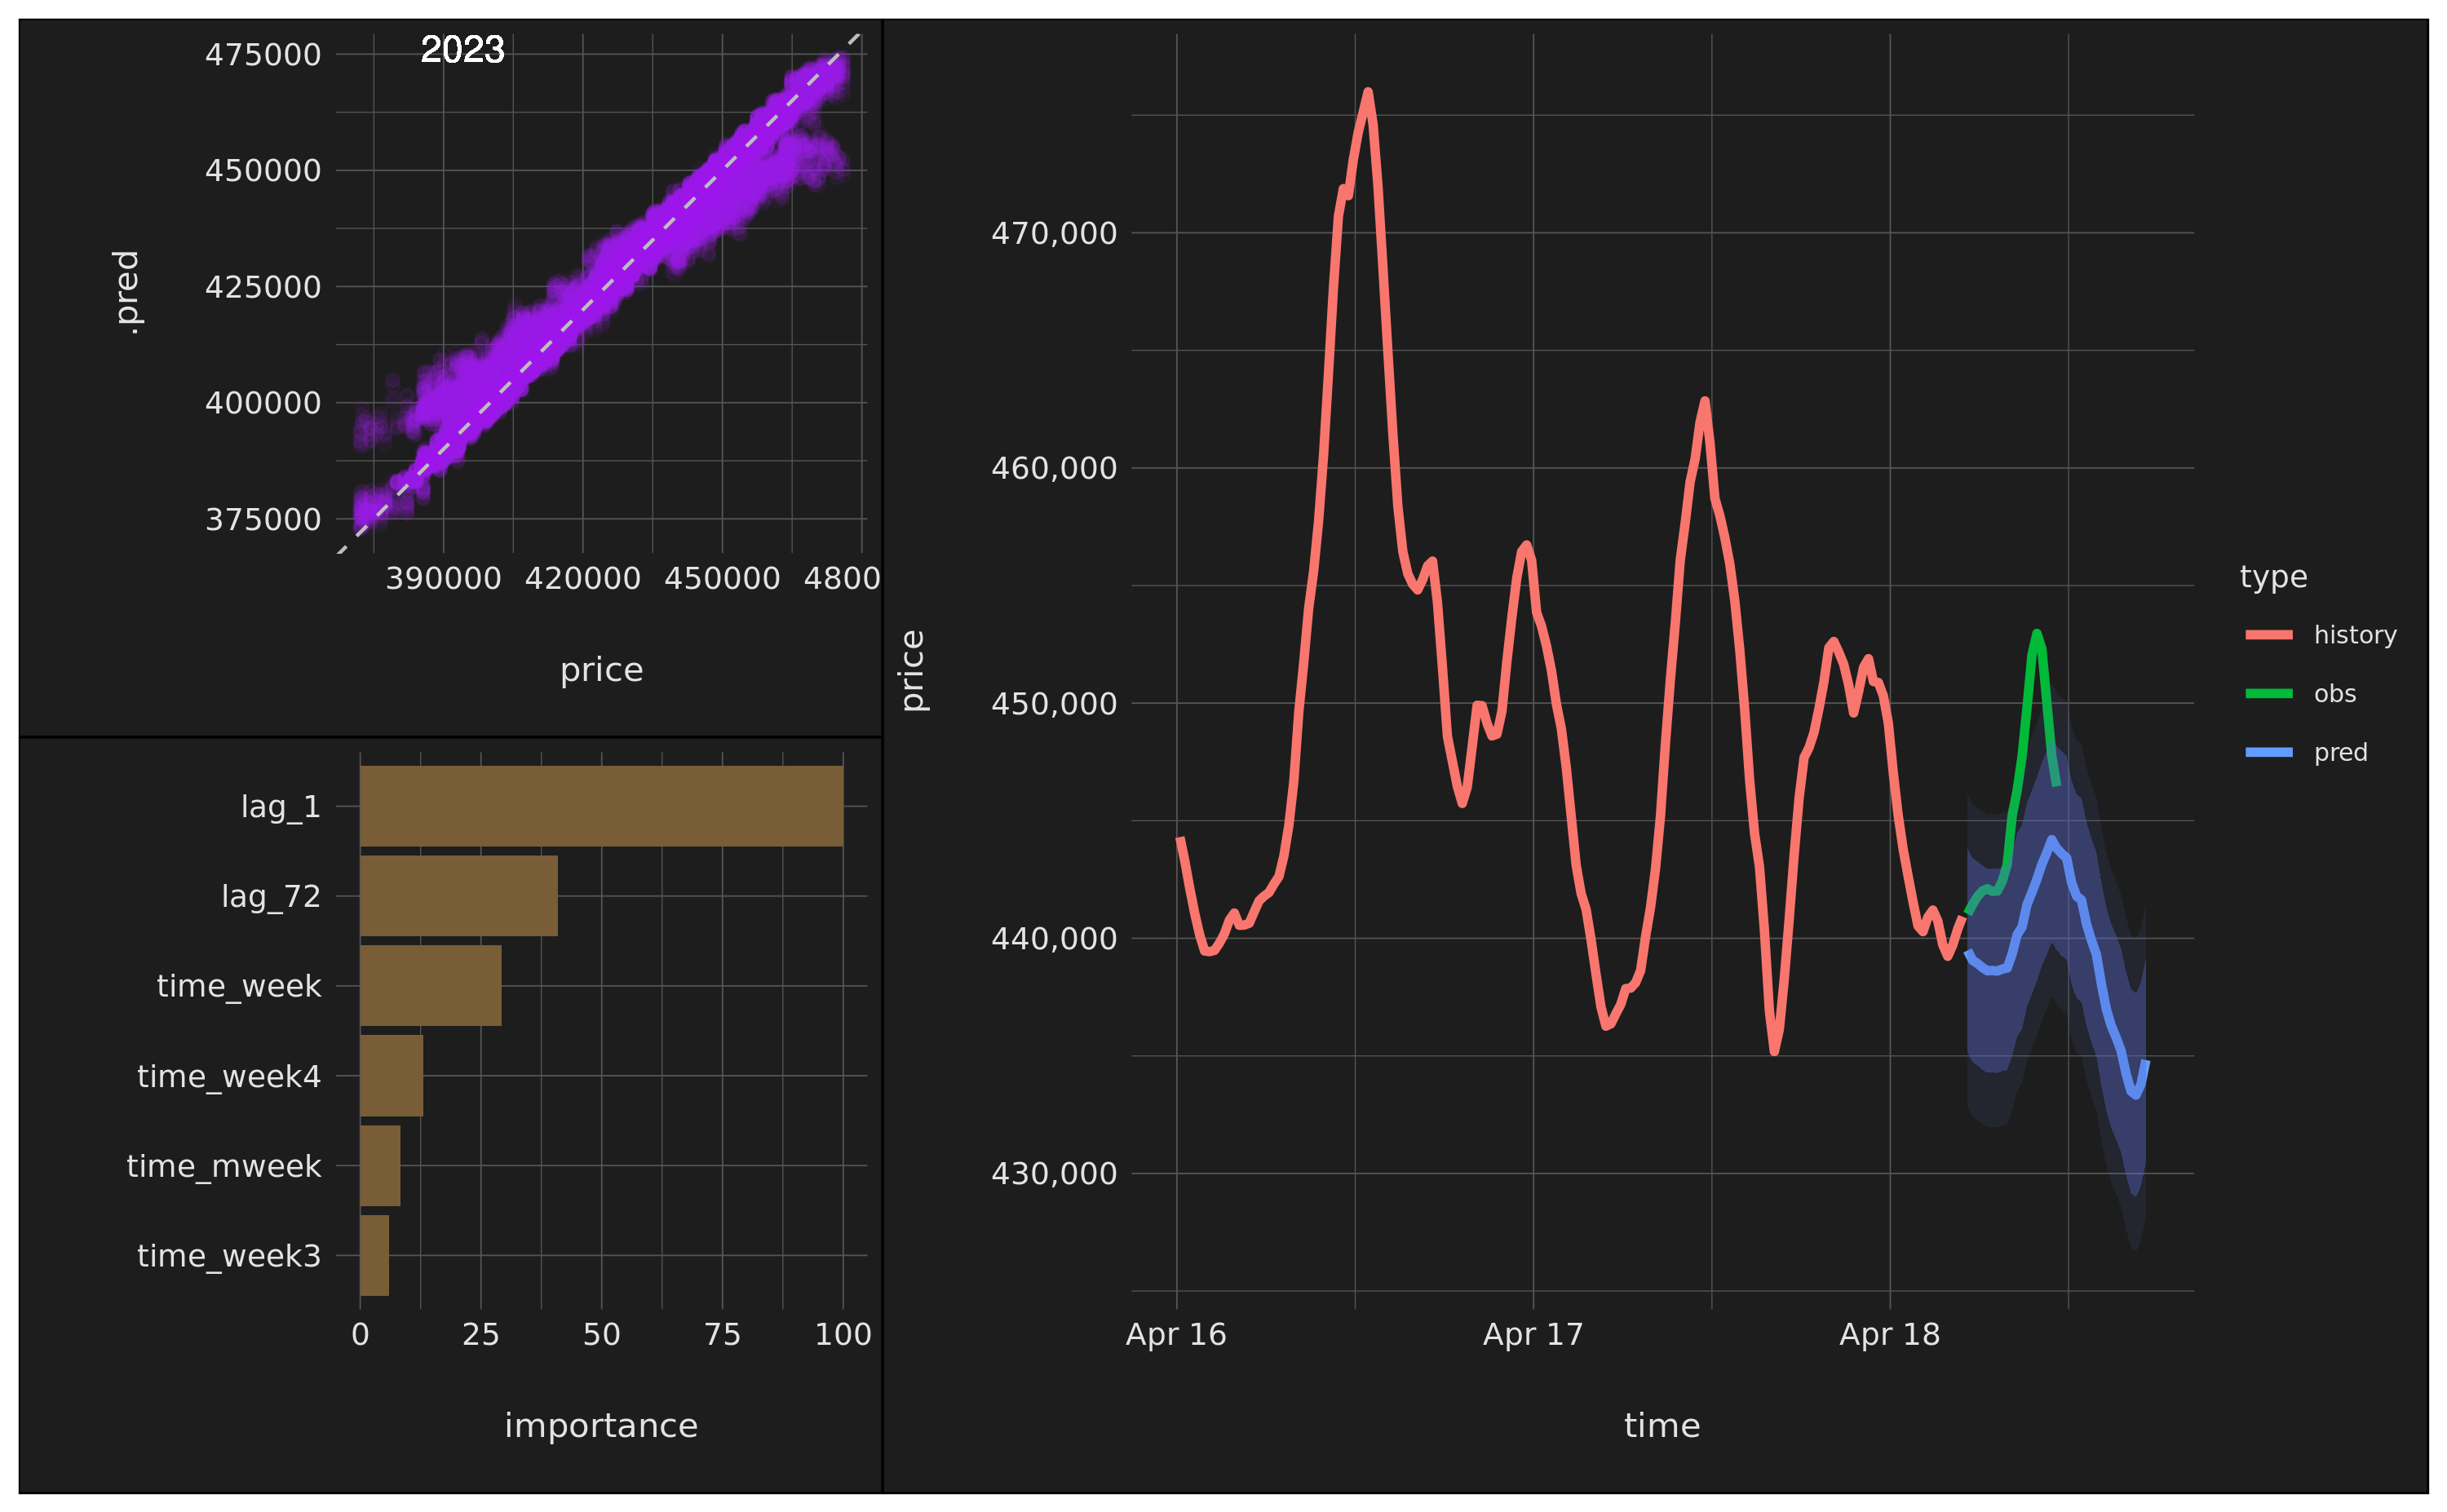 2023
475000
450000
425000
400000
375000
.pred
390000 420000 450000 4800
price
lag_1
lag_72
time_week
time_week4
time_mweek
time_week3
0 25 50 75 100
importance
470,000
460,000
450,000
440,000
430,000
price
Apr 16 Apr 17 Apr 18
time
type
history
obs
pred